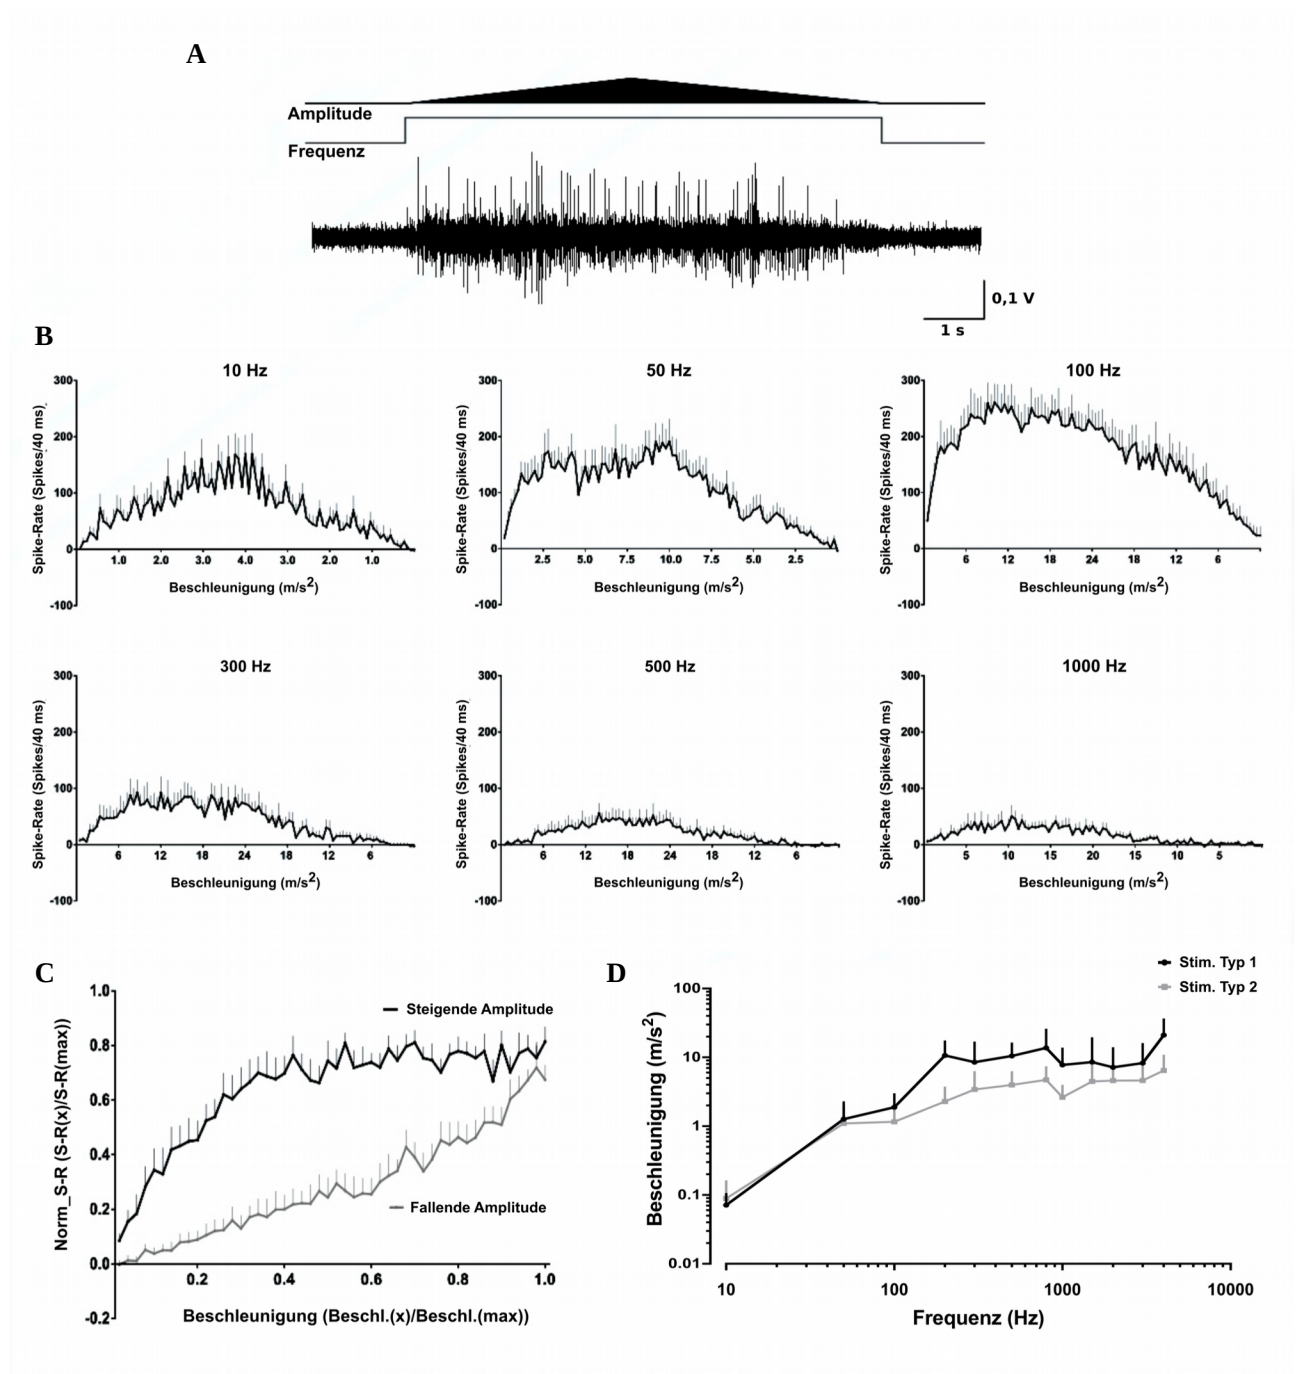 A
Amplitude
Frequenz
0,1 V
1 s
B
10 Hz
300
200
100
0
-100
Spike-Rate (Spikes/40 ms)
1.0 2.0 3.0 4.0 3.0 2.0 1.0
Beschleunigung (m/s2)
50 Hz
300
200
100
0
-100
Spike-Rate (Spikes/40 ms)
2.5 5.0 7.5 10.0 7.5 5.0 2.5
Beschleunigung (m/s2)
100 Hz
300
200
100
0
-100
Spike-Rate (Spikes/40 ms)
6 12 18 24 18 12 6
Beschleunigung (m/s2)
300 Hz
300
200
100
0
-100
Spike-Rate (Spikes/40 ms)
6 12 18 24 18 12 6
Beschleunigung (m/s2)
500 Hz
300
200
100
0
-100
Spike-Rate (Spikes/40 ms)
6 12 18 24 18 12 6
Beschleunigung (m/s2)
1000 Hz
300
200
100
0
-100
Spike-Rate (Spikes/40 ms)
5 10 15 20 15 10 5
Beschleunigung (m/s2)
C
1.0
0.8
0.6
0.4
0.2
0.0
-0.2
Norm_S-R (S-R(x)/S-R(max))
Steigende Amplitude
Fallende Amplitude
0.2 0.4 0.6 0.8 1.0
Beschleunigung (Beschl.(x)/Beschl.(max))
D
Stim. Typ 1
Stim. Typ 2
100
10
1
0.1
0.01
Beschleunigung (m/s2)
10 100 1000 10000
Frequenz (Hz)